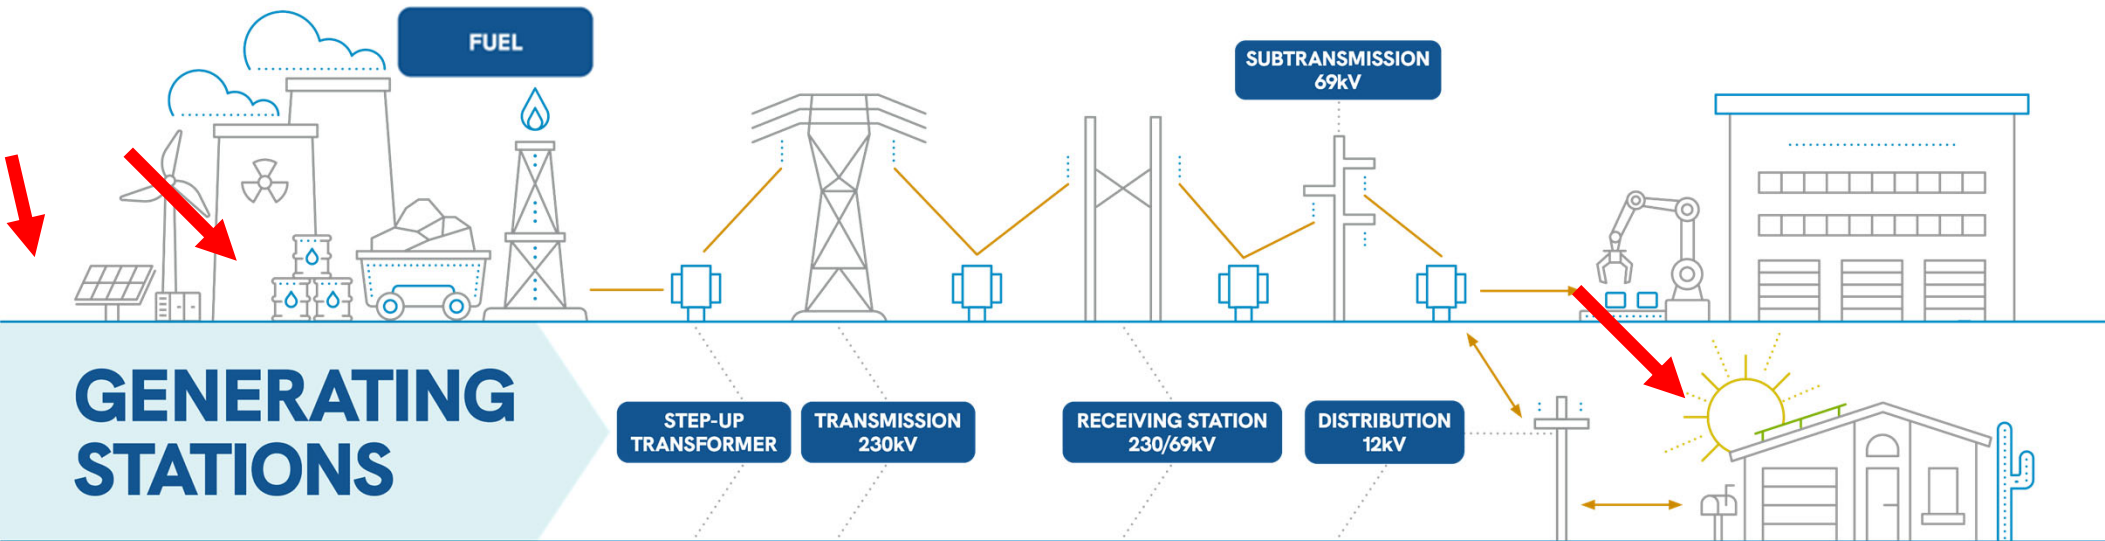 FUEL
SUBTRANSMISSION
69kV
GENERATING
STATIONS
STEP-UP
TRANSFORMER
TRANSMISSION
230kV
RECEIVING STATION
230/69kV
DISTRIBUTION
12kV